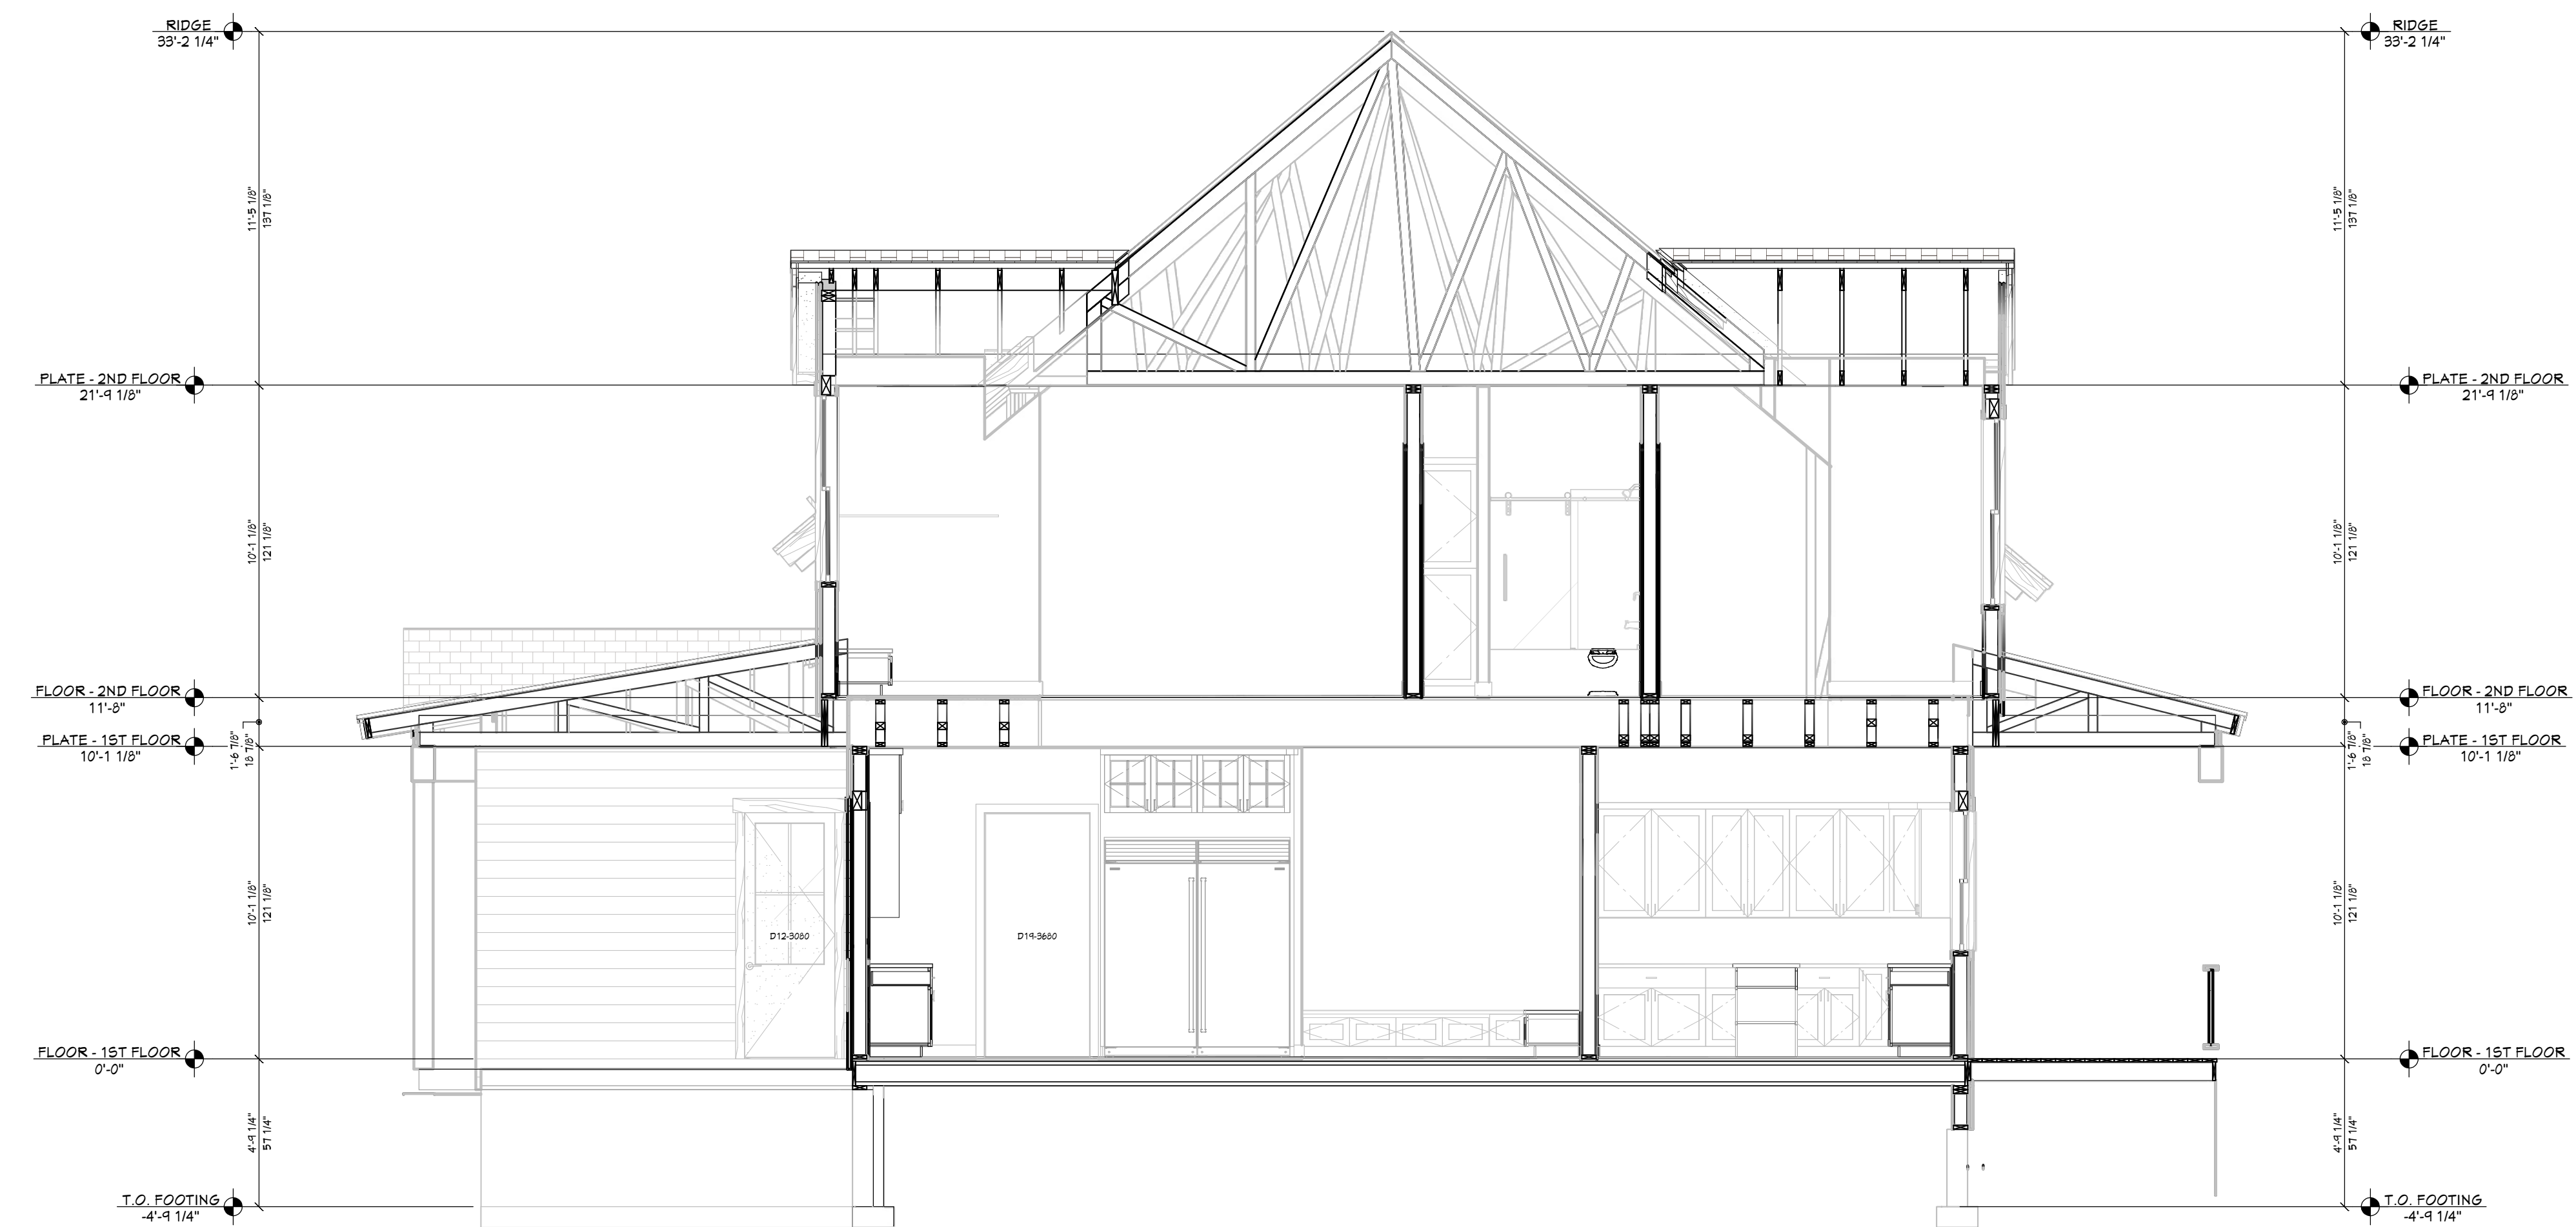 RIDGE
33'-2 1/4"
RIDGE
33'-2 1/4"
11'-5 1/8"
137 1/8"
11'-5 1/8"
137 1/8"
PLATE - 2ND FLOOR
21'-9 1/8"
PLATE - 2ND FLOOR
21'-9 1/8"
10'-1 1/8"
121 1/8"
10'-1 1/8"
121 1/8"
FLOOR - 2ND FLOOR
11'-8"
FLOOR - 2ND FLOOR
11'-8"
1'-6 7/8"
18 7/8"
1'-6 7/8"
18 7/8"
PLATE - 1ST FLOOR
10'-1 1/8"
PLATE - 1ST FLOOR
10'-1 1/8"
10'-1 1/8"
121 1/8"
D12-3080
D19-3680
10'-1 1/8"
121 1/8"
FLOOR - 1ST FLOOR
0'-0"
FLOOR - 1ST FLOOR
0'-0"
4'-9 1/4"
57 1/4"
4'-9 1/4"
57 1/4"
T.O. FOOTING
-4'-9 1/4"
T.O. FOOTING
-4'-9 1/4"